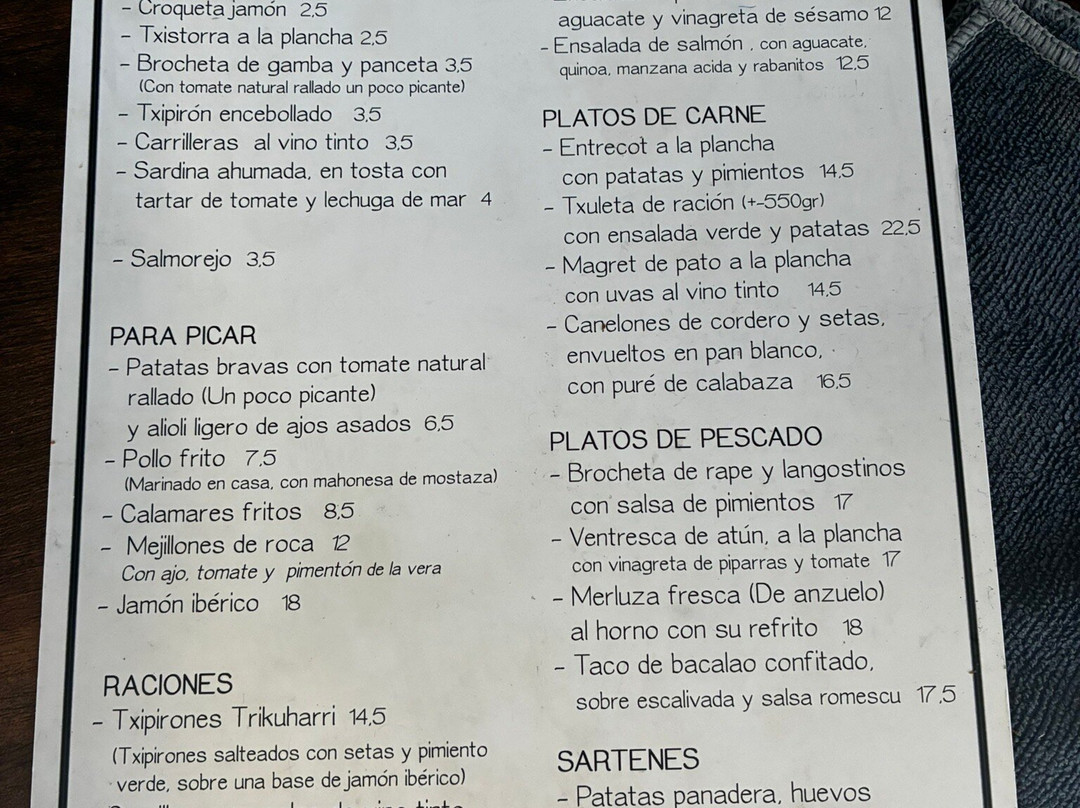 - Croqueta jamón 2,5
- Txistorra a la plancha 2,5
- Brocheta de gamba y panceta 3,5
(Con tomate natural rallado un poco picante)
- Txipirón encebollado 3,5
- Carrilleras al vino tinto 3,5
- Sardina ahumada, en tosta con
tartar de tomate y lechuga de mar 4
- Salmorejo 3,5
PARA PICAR
- Patatas bravas con tomate natural
rallado (Un poco picante)
y alioli ligero de ajos asados 6,5
- Pollo frito 7,5
(Marinado en casa, con mahonesa de mostaza)
- Calamares fritos 8,5
- Mejillones de roca 12
Con ajo, tomate y pimentón de la vera
- Jamón ibérico 18
RACIONES
- Txipirones Trikuharri 14,5
(Txipirones salteados con setas y pimiento
verde, sobre una base de jamón ibérico)
aguacate y vinagreta de sésamo 12
- Ensalada de salmón , con aguacate,
quinoa, manzana acida y rabanitos 12,5
PLATOS DE CARNE
- Entrecot a la plancha
con patatas y pimientos 14,5
- Txuleta de ración (+-550gr)
con ensalada verde y patatas 22,5
- Magret de pato a la plancha
con uvas al vino tinto 14,5
- Canelones de cordero y setas,
envueltos en pan blanco,
con puré de calabaza 16,5
PLATOS DE PESCADO
- Brocheta de rape y langostinos
con salsa de pimientos 17
- Ventresca de atún, a la plancha
con vinagreta de piparras y tomate 17
- Merluza fresca (De anzuelo)
al horno con su refrito 18
- Taco de bacalao confitado,
sobre escalivada y salsa romescu 17,5
SARTENES
- Patatas panadera, huevos